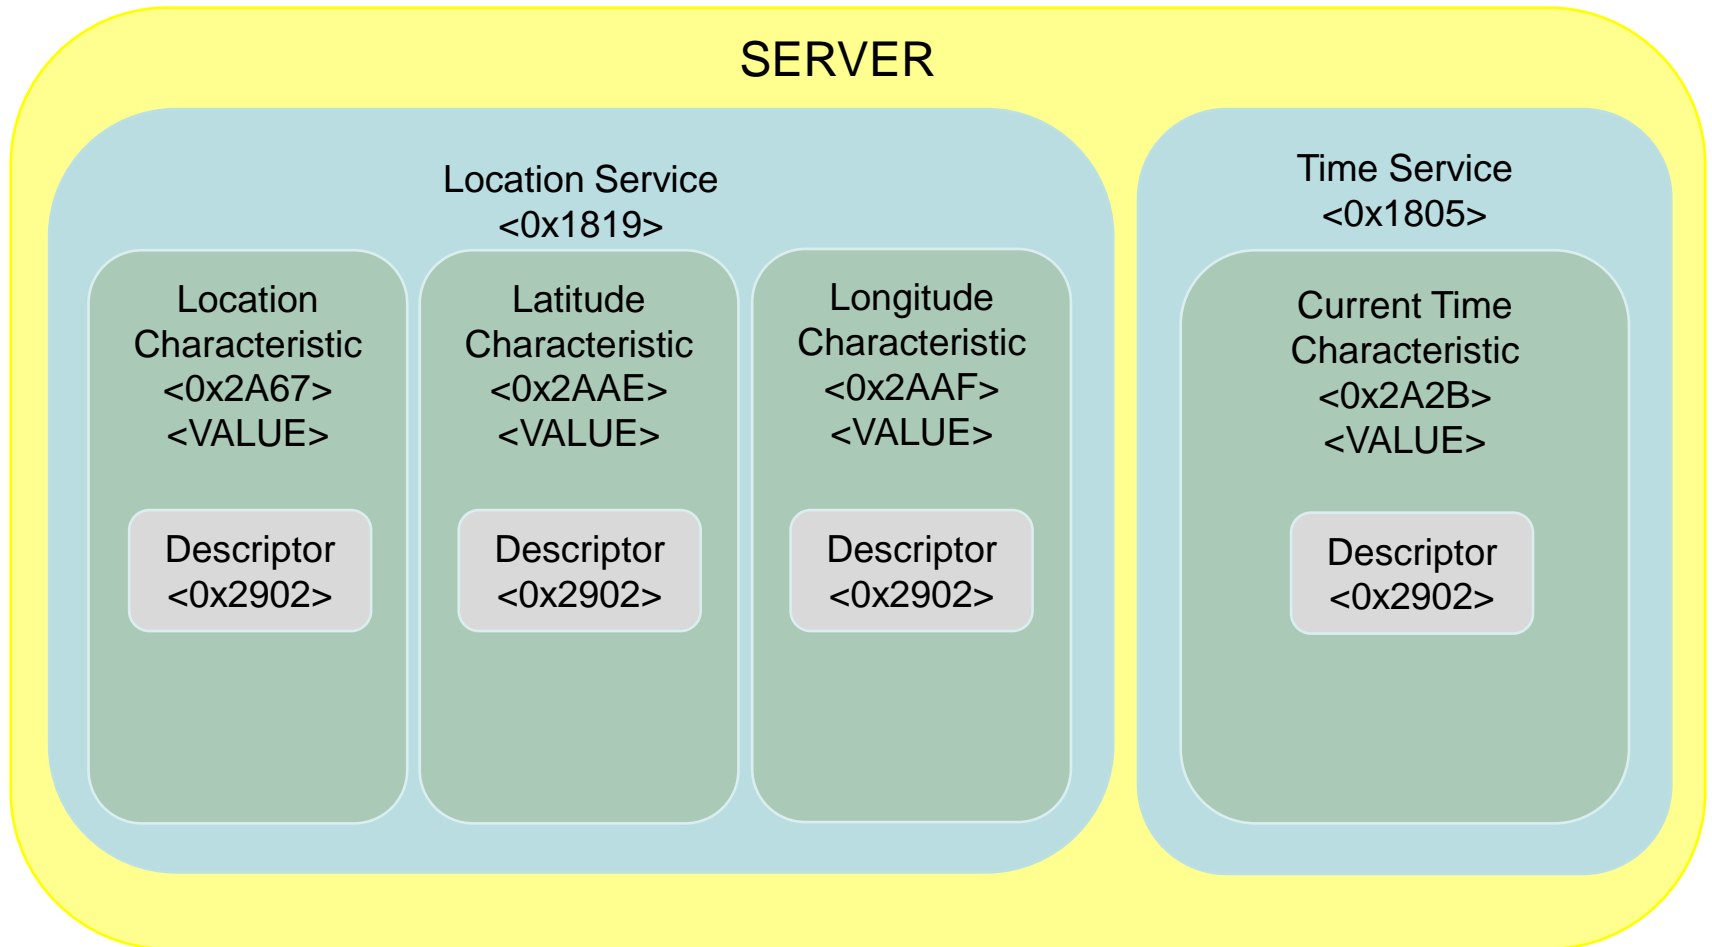 SERVER
Location Service
<0x1819>
Location
Characteristic
<0x2A67>
<VALUE>
Descriptor
<0x2902>
Latitude
Characteristic
<0x2AAE>
<VALUE>
Descriptor
<0x2902>
Longitude
Characteristic
<0x2AAF>
<VALUE>
Descriptor
<0x2902>
Time Service
<0x1805>
Current Time
Characteristic
<0x2A2B>
<VALUE>
Descriptor
<0x2902>